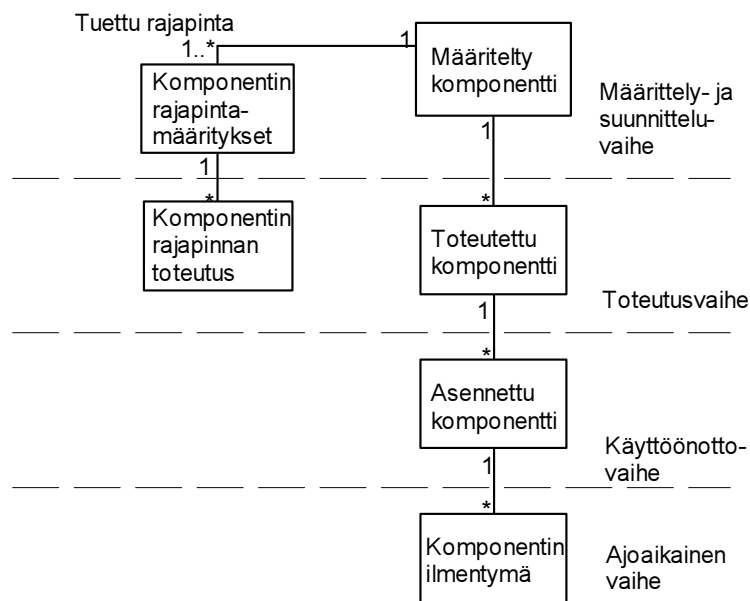 Tuettu rajapinta
1..*
1
Määritelty
komponentti
Komponentin
rajapinta-
määritykset
Määrittely- ja
suunnittelu-
vaihe
1
1
*
*
Komponentin
rajapinnan
toteutus
Toteutettu
komponentti
Toteutusvaihe
1
*
Asennettu
komponentti
Käyttöönotto-
vaihe
1
*
Komponentin
ilmentymä
Ajoaikainen
vaihe